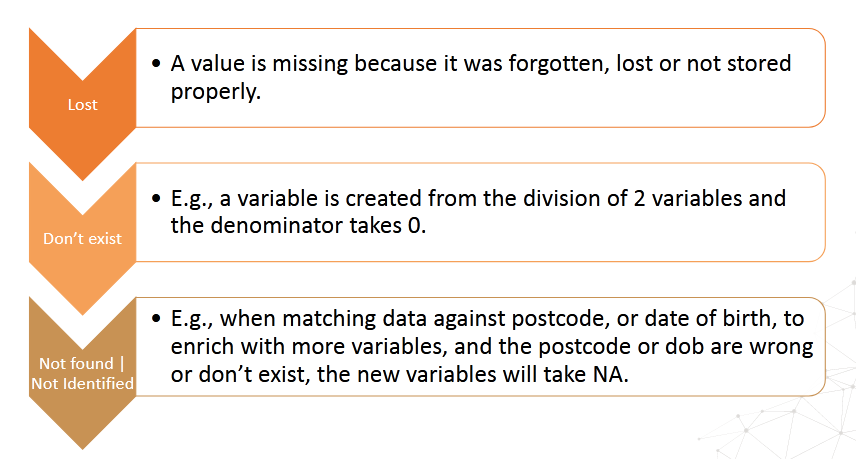 Lost
• A value is missing because it was forgotten, lost or not stored
properly.
Don’t exist
• E.g., a variable is created from the division of 2 variables and
the denominator takes 0.
Not found |
Not Identified
• E.g., when matching data against postcode, or date of birth, to
enrich with more variables, and the postcode or dob are wrong
or don’t exist, the new variables will take NA.